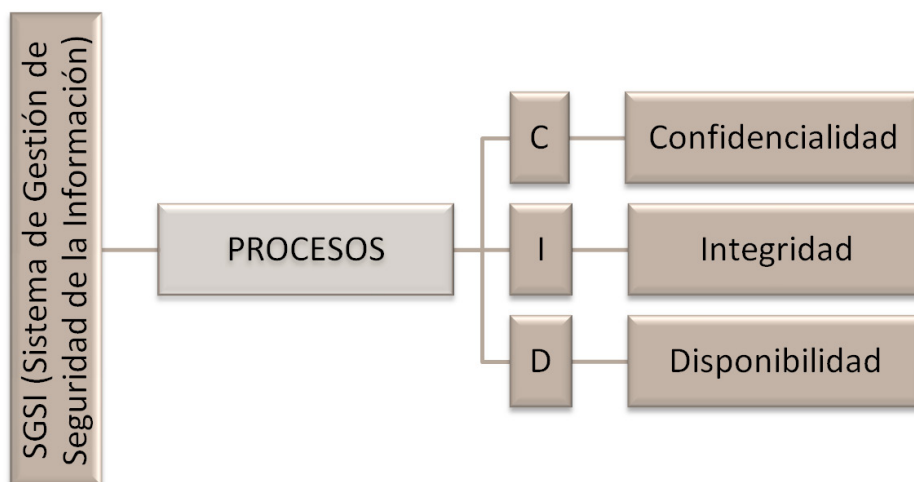 SGSI (Sistema de Gestión de
Seguridad de la Información)
PROCESOS
C
Confidencialidad
I
Integridad
D
Disponibilidad